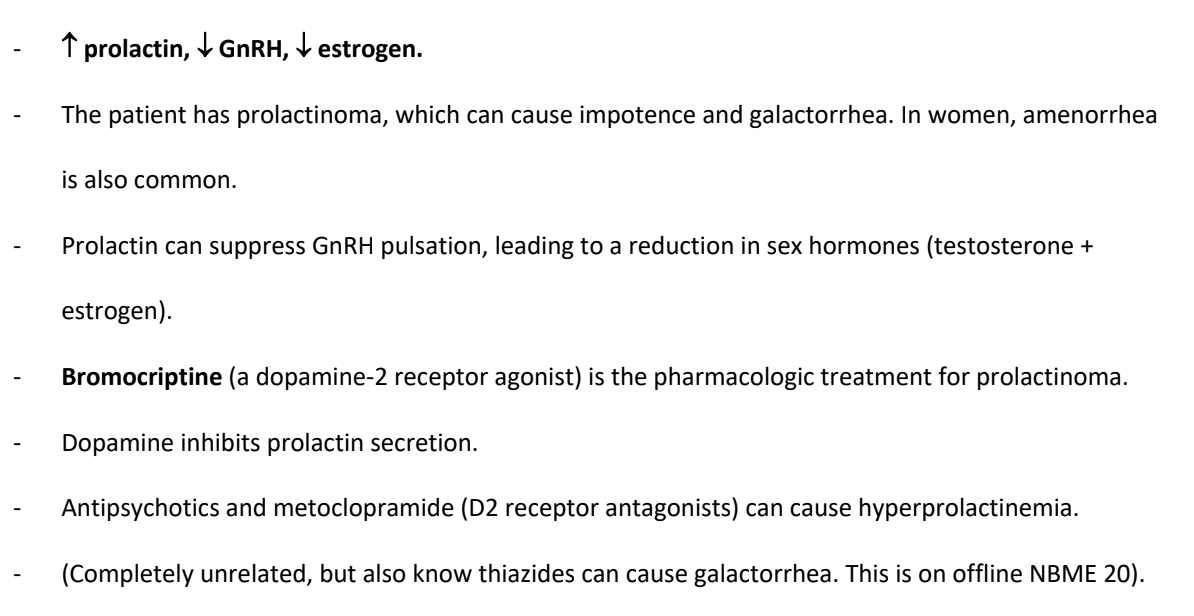 - ↑ prolactin, ↓ GnRH, ↓ estrogen.
- The patient has prolactinoma, which can cause impotence and galactorrhea. In women, amenorrhea
is also common.
- Prolactin can suppress GnRH pulsation, leading to a reduction in sex hormones (testosterone +
estrogen).
- Bromocriptine (a dopamine-2 receptor agonist) is the pharmacologic treatment for prolactinoma.
- Dopamine inhibits prolactin secretion.
- Antipsychotics and metoclopramide (D2 receptor antagonists) can cause hyperprolactinemia.
- (Completely unrelated, but also know thiazides can cause galactorrhea. This is on offline NBME 20).